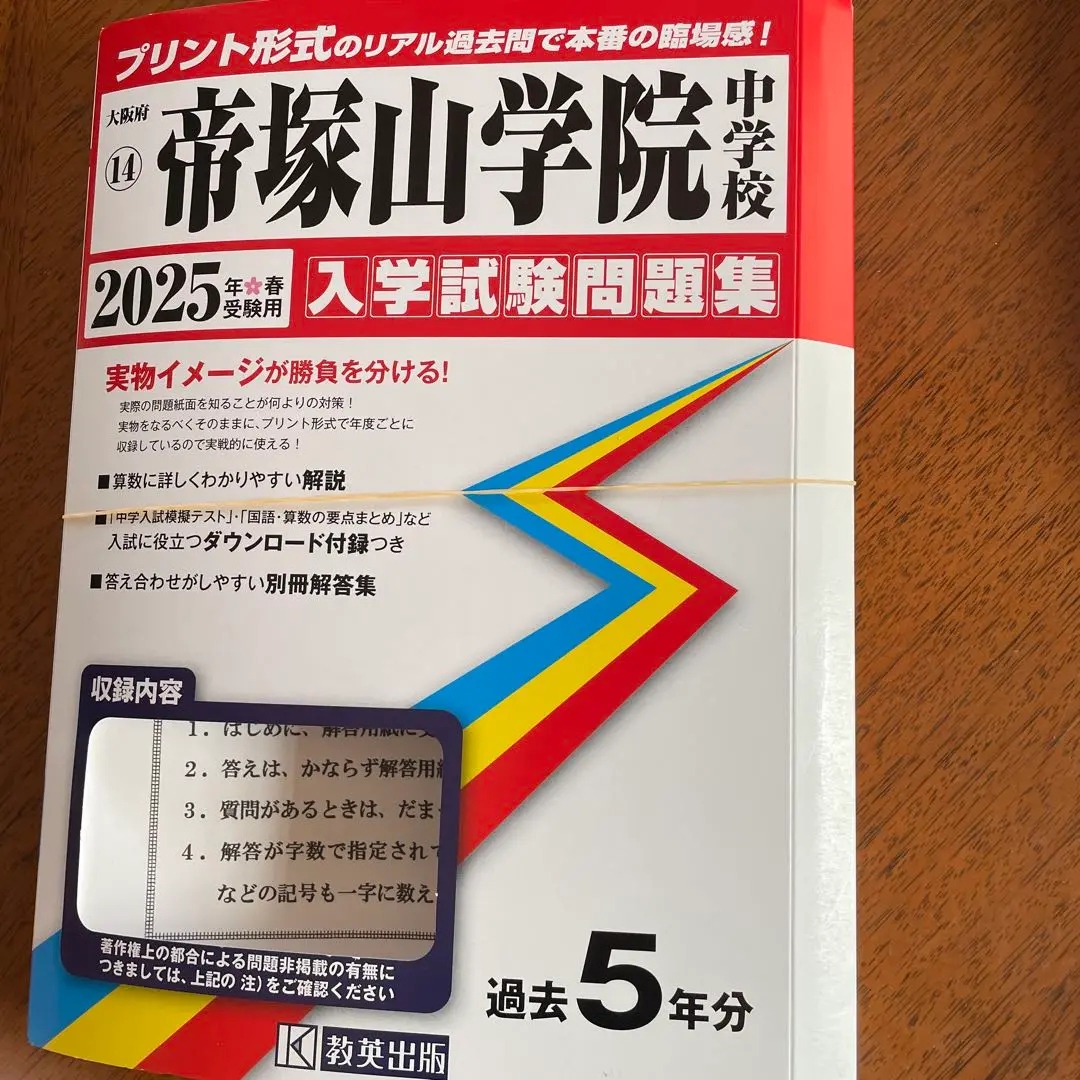 プリント形式のリアル過去問で本番の臨場感!
大阪府
⑭
帝塚山学院
中学校
2025年春受験用
入学試験問題集
実物イメージが勝負を分ける!
実際の問題紙面を知ることが何よりの対策!
実物をなるべくそのままに、プリント形式で年度ごとに
収録しているので実戦的に使える!
■算数に詳しくわかりやすい解説
■「中学入試模擬テスト」・「国語・算数の要点まとめ」など
入試に役立つダウンロード付録つき
■答え合わせがしやすい別冊解答集
収録内容
1．はじめに、解答用紙に
2．答えは、かならず解答用
3．質問があるときは、だま
4．解答が字数で指定されて
などの記号も一字に数え
著作権上の都合による問題非掲載の有無に
つきましては、上記の 注)をご確認ください
過去5年分
教英出版